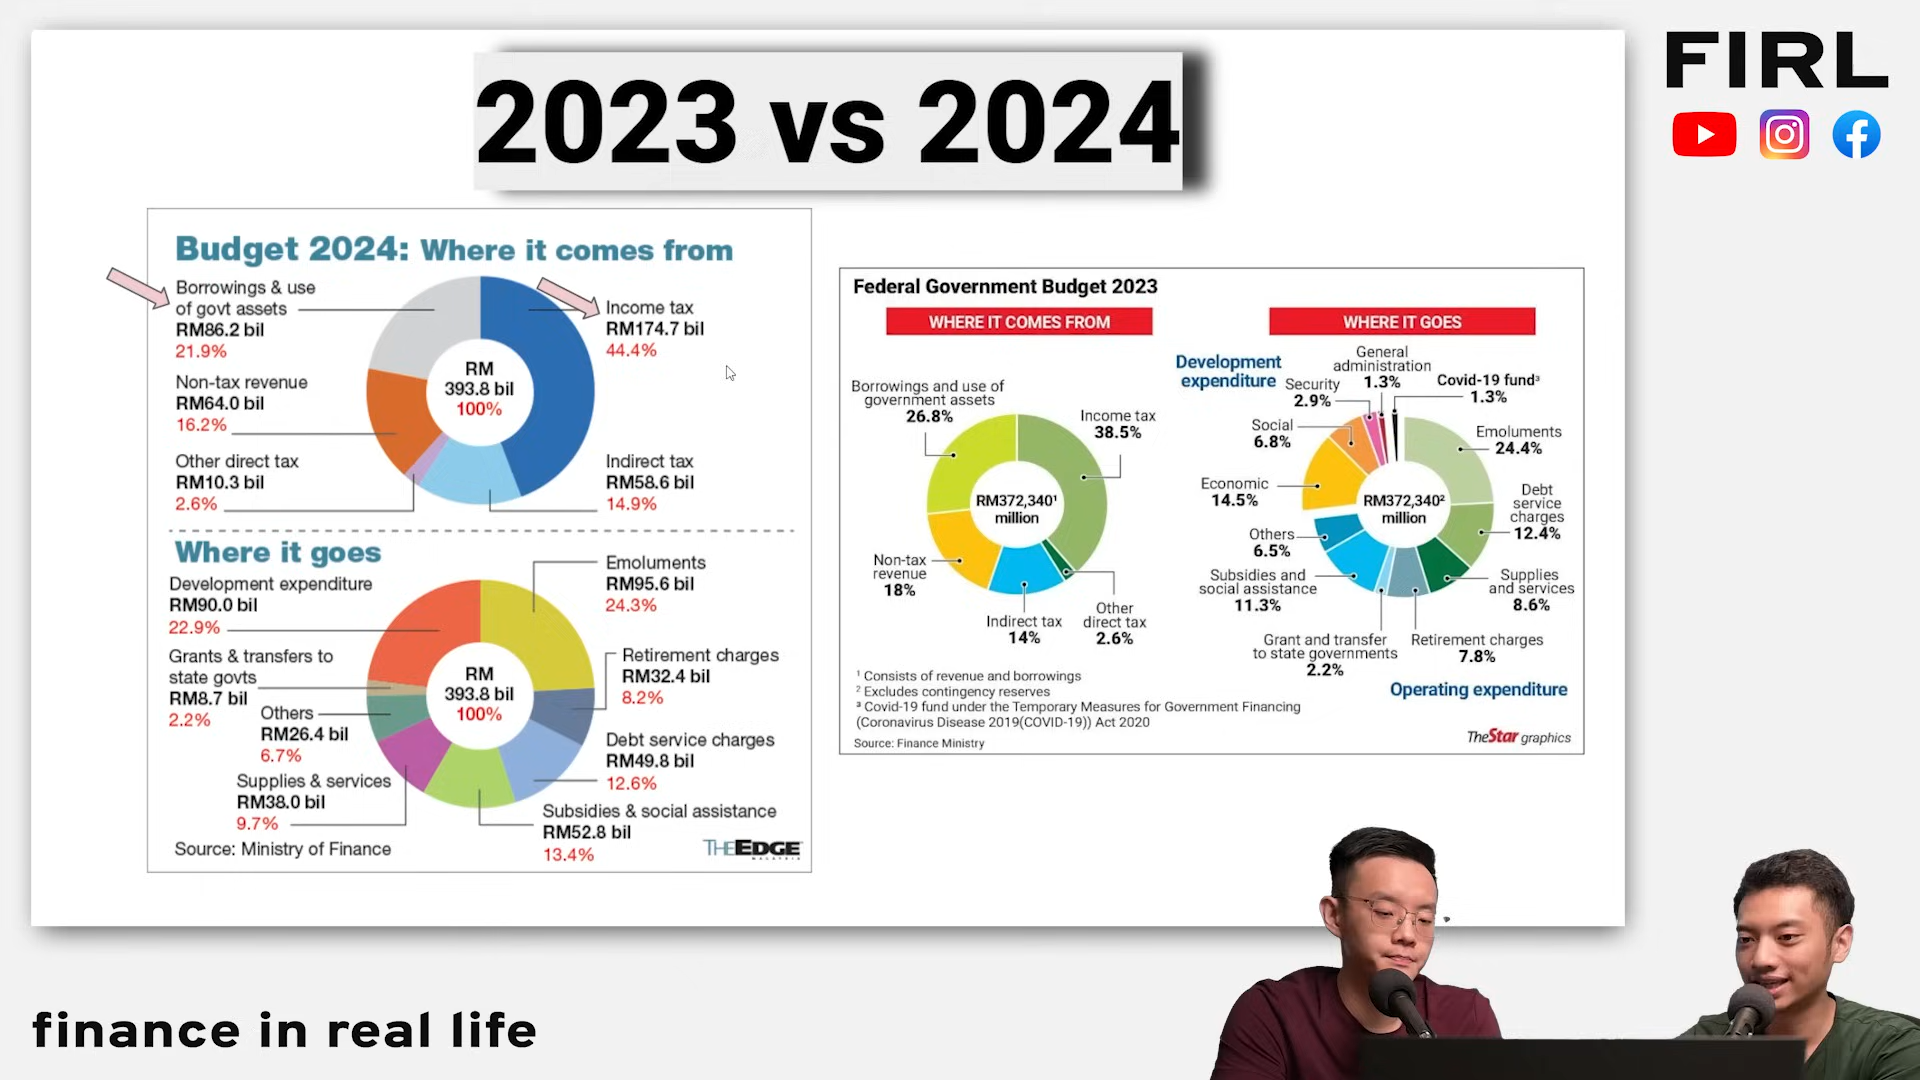 2023 vs 2024
FIRL
Budget 2024: Where it comes from
Borrowings & use
of govt assets
RM86.2 bil
21.9%
Non-tax revenue
RM64.0 bil
16.2%
Other direct tax
RM10.3 bil
2.6%
RM
393.8 bil
100%
Income tax
RM174.7 bil
44.4%
Indirect tax
RM58.6 bil
14.9%
Where it goes
Development expenditure
RM90.0 bil
22.9%
Grants & transfers to
state govts
RM8.7 bil
2.2%
Others
RM26.4 bil
6.7%
Supplies & services
RM38.0 bil
9.7%
RM
393.8 bil
100%
Emoluments
RM95.6 bil
24.3%
Retirement charges
RM32.4 bil
8.2%
Debt service charges
RM49.8 bil
12.6%
Subsidies & social assistance
RM52.8 bil
13.4%
Source: Ministry of Finance
THE EDGE
MALAYSIA
Federal Government Budget 2023
WHERE IT COMES FROM
Borrowings and use of
government assets
26.8%
Income tax
38.5%
RM372,340¹
million
Non-tax
revenue
18%
Indirect tax
14%
Other
direct tax
2.6%
WHERE IT GOES
Development
expenditure
General
administration
1.3%
Security
2.9%
Covid-19 fund³
1.3%
Social
6.8%
Emoluments
24.4%
Economic
14.5%
RM372,340²
million
Debt
service
charges
12.4%
Others
6.5%
Subsidies and
social assistance
11.3%
Supplies
and services
8.6%
Grant and transfer
to state governments
2.2%
Retirement charges
7.8%
Operating expenditure
¹ Consists of revenue and borrowings
² Excludes contingency reserves
³ Covid-19 fund under the Temporary Measures for Government Financing
(Coronavirus Disease 2019(COVID-19)) Act 2020
Source: Finance Ministry
TheStar graphics
finance in real life